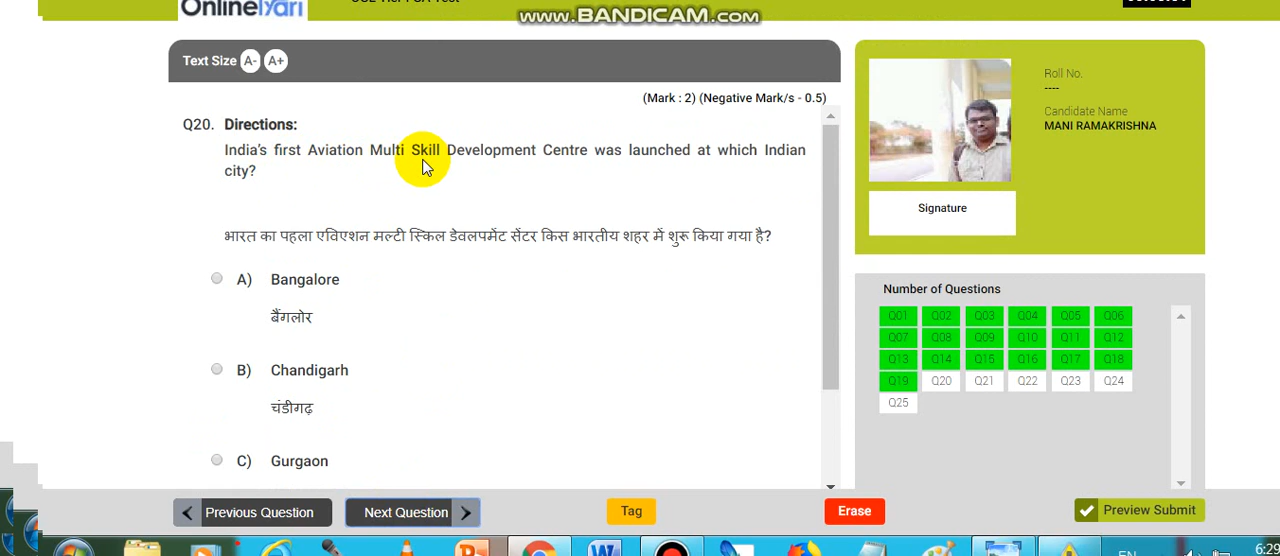 OnlineTyari
www.BANDICAM.com
Text Size A- A+
(Mark : 2) (Negative Mark/s - 0.5)
Q20. Directions:
India's first Aviation Multi Skill Development Centre was launched at which Indian
city?
भारत का पहला एविएशन मल्टी स्किल डेवलपमेंट सेंटर किस भारतीय शहर में शुरू किया गया है?
A) Bangalore
बैंगलोर
B) Chandigarh
चंडीगढ़
C) Gurgaon
Previous Question
Next Question
Tag
Erase
Roll No.
----
Candidate Name
MANI RAMAKRISHNA
Signature
Number of Questions
Q01 Q02 Q03 Q04 Q05 Q06
Q07 Q08 Q09 Q10 Q11 Q12
Q13 Q14 Q15 Q16 Q17 Q18
Q19 Q20 Q21 Q22 Q23 Q24
Q25
Preview Submit
EN
6:29